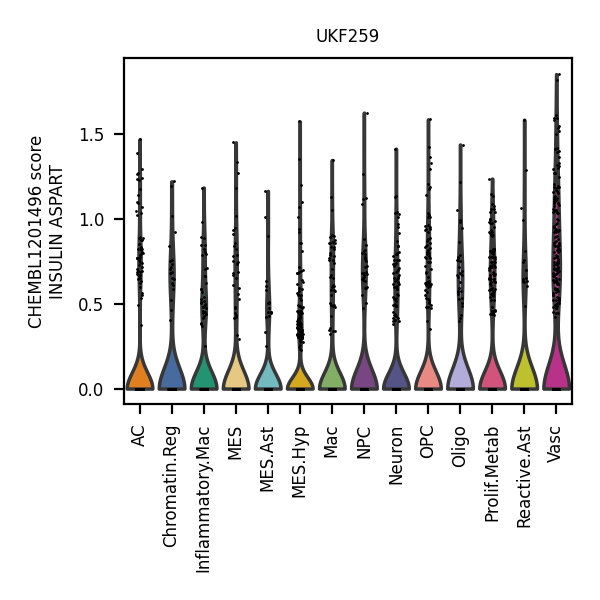 UKF259
CHEMBL1201496 score
INSULIN ASPART
1.5
1.0
0.5
0.0
AC
Chromatin.Reg
Inflammatory.Mac
MES
MES.Ast
MES.Hyp
Mac
NPC
Neuron
OPC
Oligo
Prolif.Metab
Reactive.Ast
Vasc